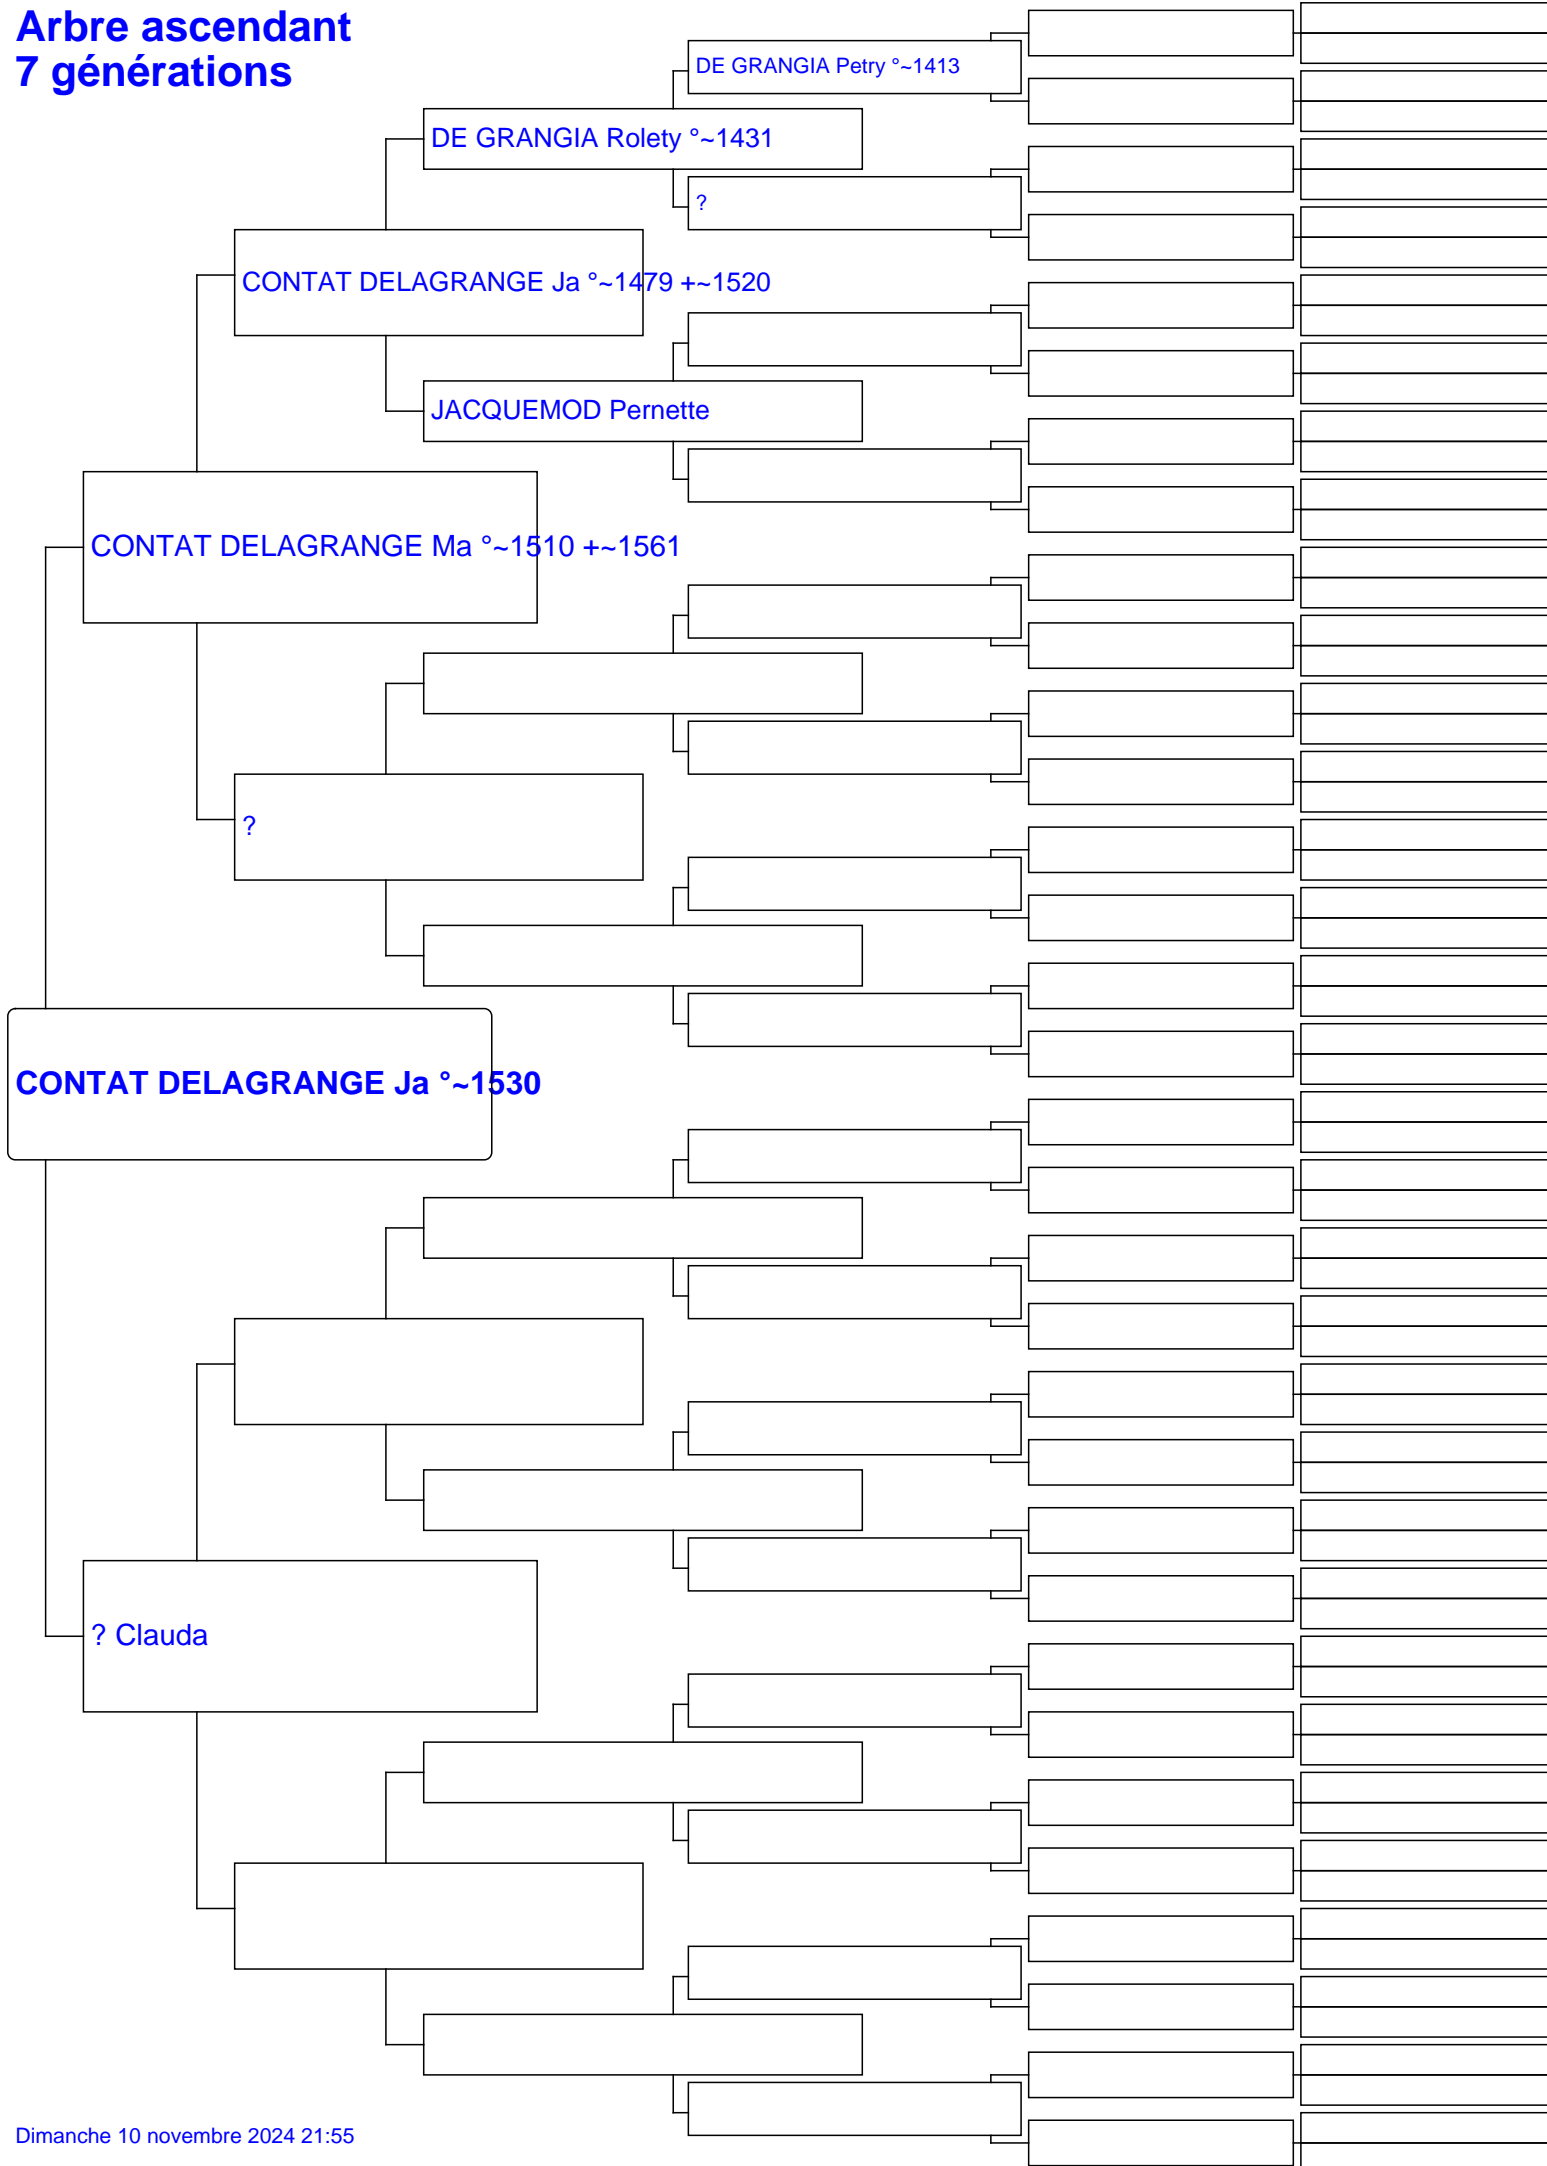 Arbre ascendant
7 générations
DE GRANGIA Petry °~1413
DE GRANGIA Rolety °~1431
?
CONTAT DELAGRANGE Ja °~1479 +~1520
JACQUEMOD Pernette
CONTAT DELAGRANGE Ma °~1510 +~1561
?
CONTAT DELAGRANGE Ja °~1530
? Clauda
Dimanche 10 novembre 2024 21:55